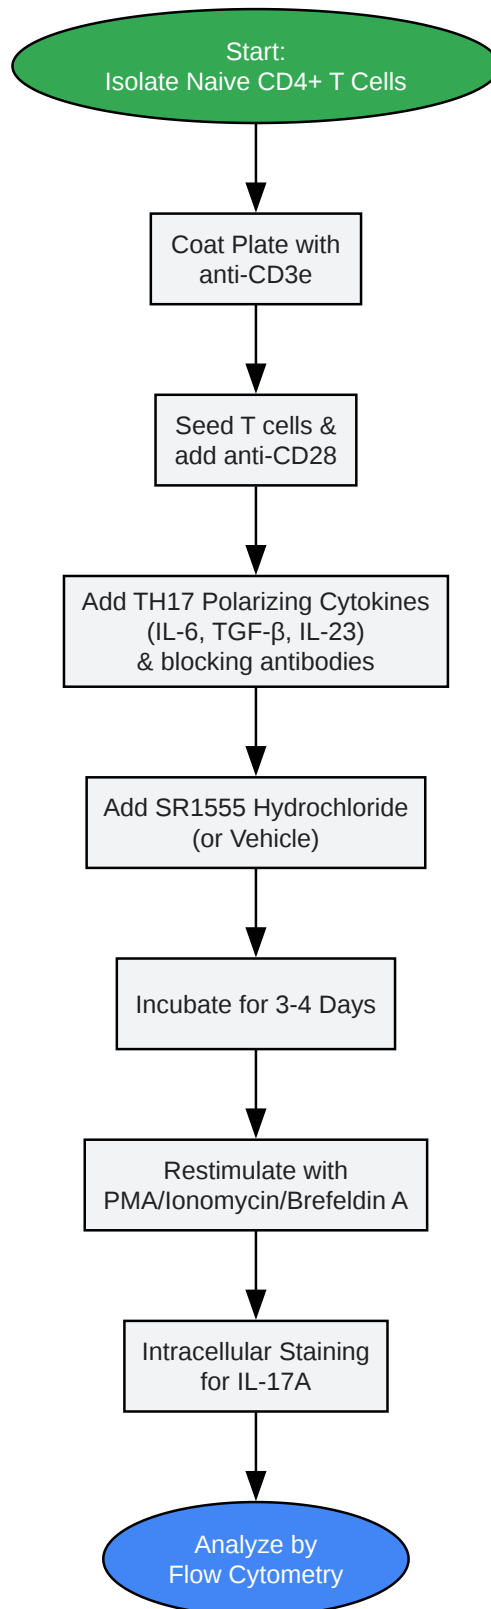 Start:
Isolate Naive CD4+ T Cells
Coat Plate with
anti-CD3e
Seed T cells &
add anti-CD28
Add TH17 Polarizing Cytokines
(IL-6, TGF-β, IL-23)
& blocking antibodies
Add SR1555 Hydrochloride
(or Vehicle)
Incubate for 3-4 Days
Restimulate with
PMA/Ionomycin/Brefeldin A
Intracellular Staining
for IL-17A
Analyze by
Flow Cytometry